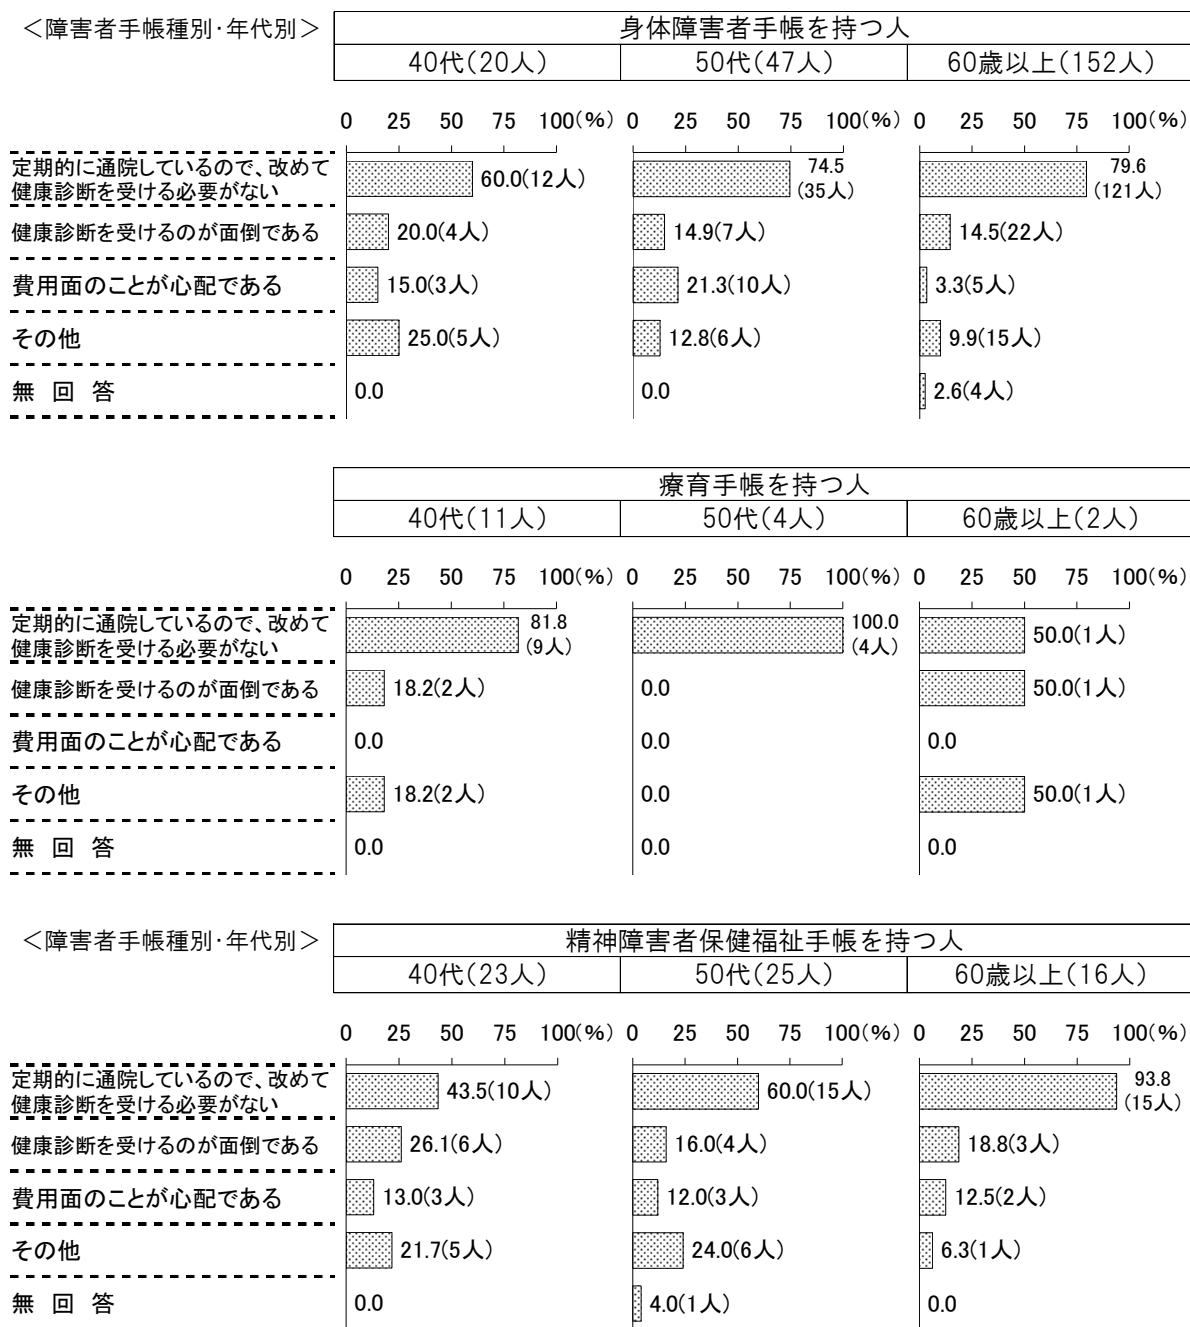 ＜障害者手帳種別･年代別＞
身体障害者手帳を持つ人
40代(20人) 50代(47人) 60歳以上(152人)
0 25 50 75 100(%) 0 25 50 75 100(%) 0 25 50 75 100(%)
定期的に通院しているので、改めて
健康診断を受ける必要がない
60.0(12人) 74.5
(35人) 79.6
(121人)
健康診断を受けるのが面倒である 20.0(4人) 14.9(7人) 14.5(22人)
費用面のことが心配である 15.0(3人) 21.3(10人) 3.3(5人)
その他 25.0(5人) 12.8(6人) 9.9(15人)
無 回 答 0.0 0.0 2.6(4人)
療育手帳を持つ人
40代(11人) 50代(4人) 60歳以上(2人)
0 25 50 75 100(%) 0 25 50 75 100(%) 0 25 50 75 100(%)
定期的に通院しているので、改めて
健康診断を受ける必要がない
81.8
(9人) 100.0
(4人) 50.0(1人)
健康診断を受けるのが面倒である 18.2(2人) 0.0 50.0(1人)
費用面のことが心配である 0.0 0.0 0.0
その他 18.2(2人) 0.0 50.0(1人)
無 回 答 0.0 0.0 0.0
＜障害者手帳種別･年代別＞
精神障害者保健福祉手帳を持つ人
40代(23人) 50代(25人) 60歳以上(16人)
0 25 50 75 100(%) 0 25 50 75 100(%) 0 25 50 75 100(%)
定期的に通院しているので、改めて
健康診断を受ける必要がない
43.5(10人) 60.0(15人) 93.8
(15人)
健康診断を受けるのが面倒である 26.1(6人) 16.0(4人) 18.8(3人)
費用面のことが心配である 13.0(3人) 12.0(3人) 12.5(2人)
その他 21.7(5人) 24.0(6人) 6.3(1人)
無 回 答 0.0 4.0(1人) 0.0